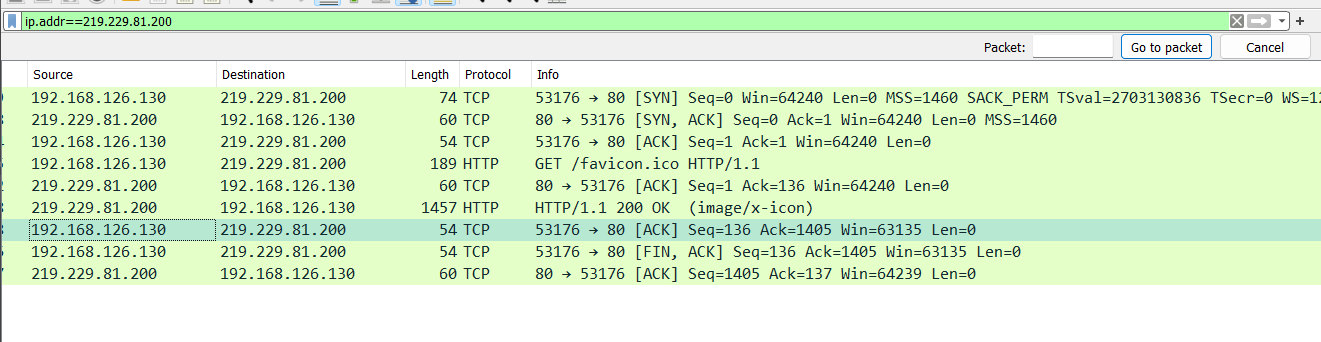 ip.addr==219.229.81.200
Packet: Go to packet Cancel
Source Destination Length Protocol Info
192.168.126.130 219.229.81.200 74 TCP 53176 → 80 [SYN] Seq=0 Win=64240 Len=0 MSS=1460 SACK_PERM TSval=2703130836 TSecr=0 WS=12
219.229.81.200 192.168.126.130 60 TCP 80 → 53176 [SYN, ACK] Seq=0 Ack=1 Win=64240 Len=0 MSS=1460
192.168.126.130 219.229.81.200 54 TCP 53176 → 80 [ACK] Seq=1 Ack=1 Win=64240 Len=0
192.168.126.130 219.229.81.200 189 HTTP GET /favicon.ico HTTP/1.1
219.229.81.200 192.168.126.130 60 TCP 80 → 53176 [ACK] Seq=1 Ack=136 Win=64240 Len=0
219.229.81.200 192.168.126.130 1457 HTTP HTTP/1.1 200 OK (image/x-icon)
192.168.126.130 219.229.81.200 54 TCP 53176 → 80 [ACK] Seq=136 Ack=1405 Win=63135 Len=0
192.168.126.130 219.229.81.200 54 TCP 53176 → 80 [FIN, ACK] Seq=136 Ack=1405 Win=63135 Len=0
219.229.81.200 192.168.126.130 60 TCP 80 → 53176 [ACK] Seq=1405 Ack=137 Win=64239 Len=0